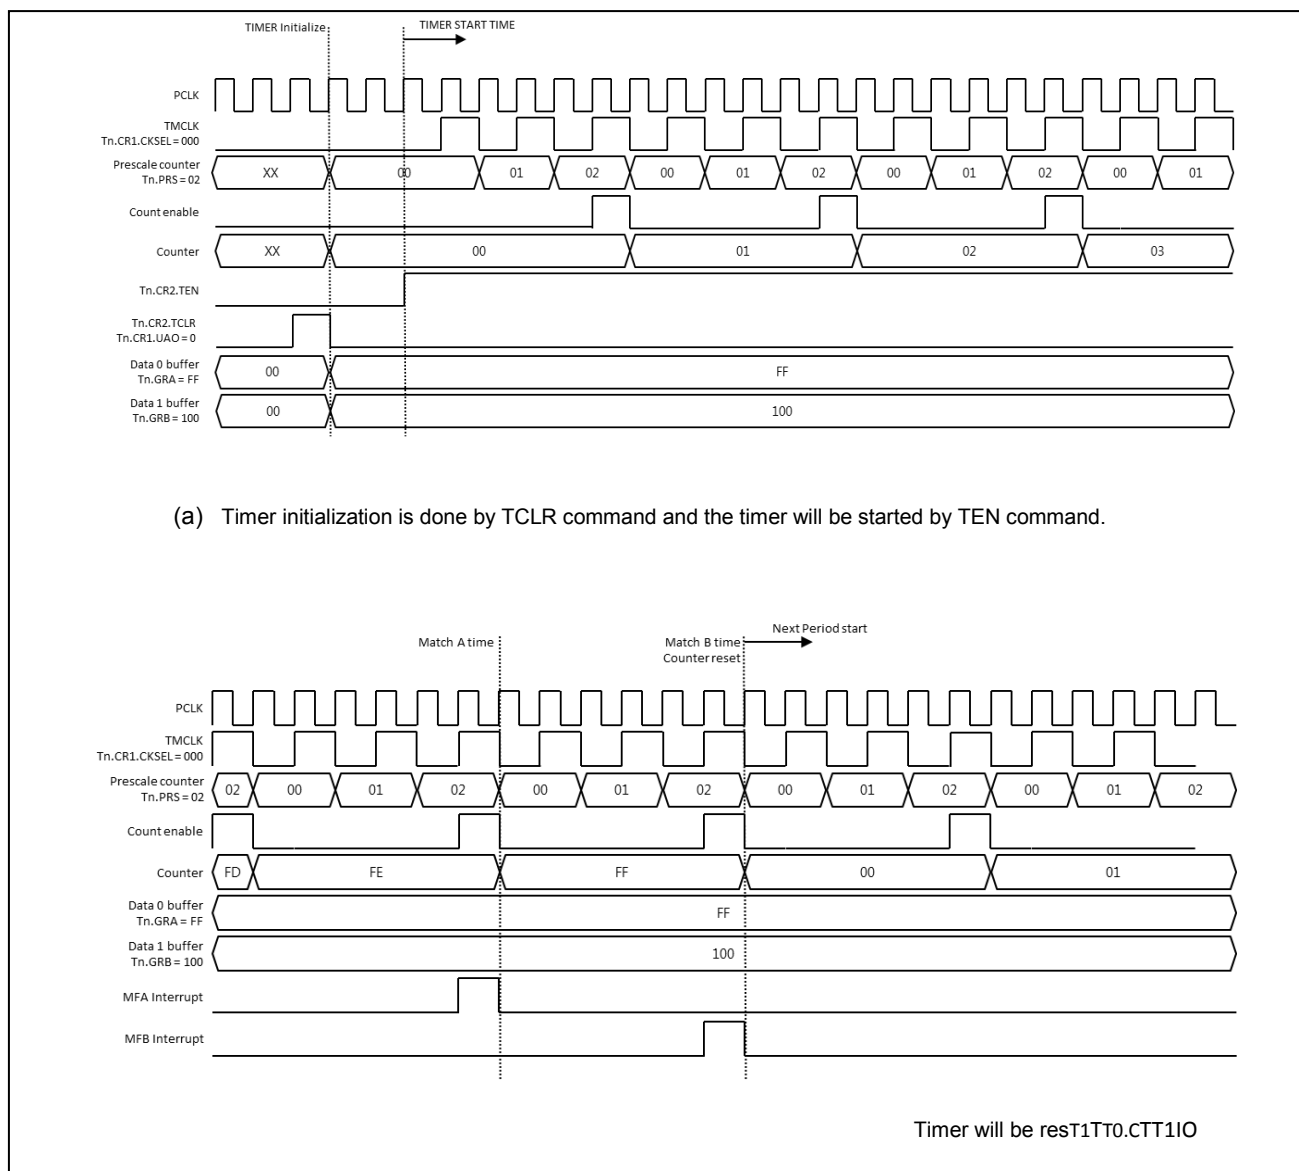 TIMER Initialize
TIMER START TIME
PCLK
TMCLK
Tn.CR1.CKSEL = 000
Prescale counter
Tn.PRS = 02
XX 00 01 02 00 01 02 00 01 02 00 01
Count enable
Counter
XX 00 01 02 03
Tn.CR2.TEN
Tn.CR2.TCLR
Tn.CR1.UAO = 0
Data 0 buffer
Tn.GRA = FF
00 FF
Data 1 buffer
Tn.GRB = 100
00 100
(a) Timer initialization is done by TCLR command and the timer will be started by TEN command.
Match A time
Match B time
Counter reset
Next Period start
PCLK
TMCLK
Tn.CR1.CKSEL = 000
Prescale counter
Tn.PRS = 02
02 00 01 02 00 01 02 00 01 02 00 01 02
Count enable
Counter
FD FE FF 00 01
Data 0 buffer
Tn.GRA = FF
FF
Data 1 buffer
Tn.GRB = 100
100
MFA Interrupt
MFB Interrupt
Timer will be resT1TT0.CTT1IO